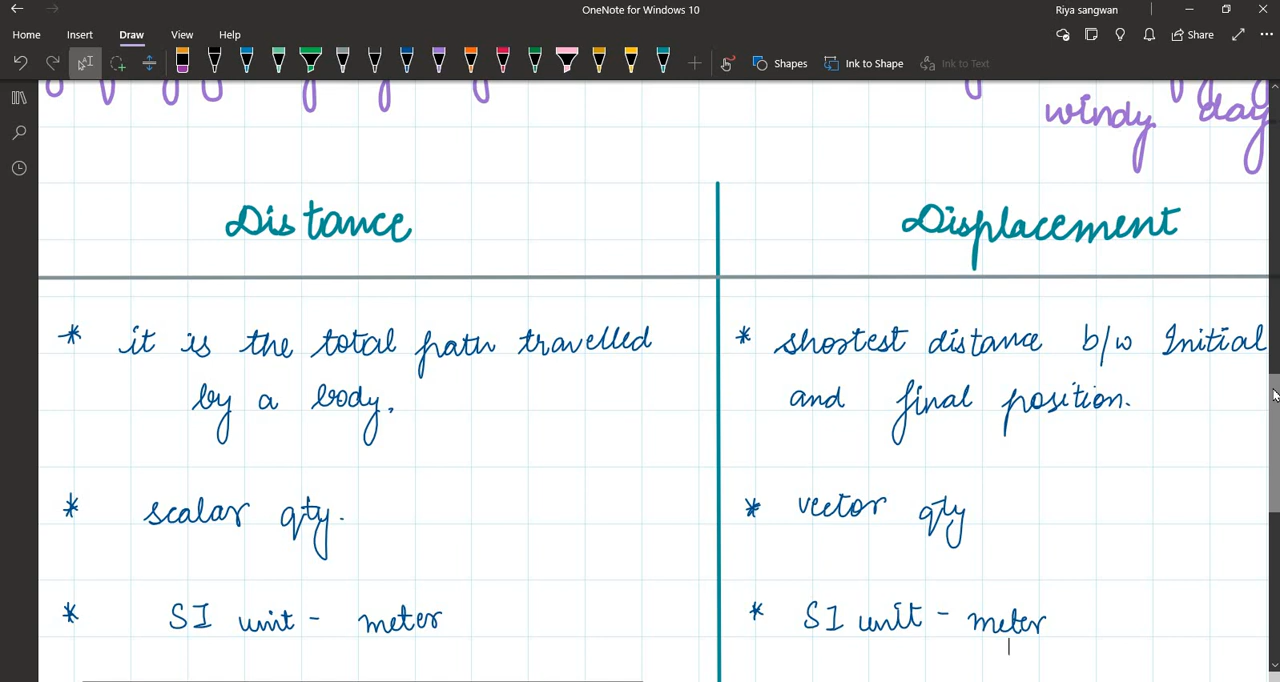 OneNote for Windows 10
Riya sangwan
Home Insert Draw View Help
Share
Shapes Ink to Shape Ink to Text
windy day
Distance
Displacement
* it is the total path travelled
by a body.
* shortest distance b/w Initial
and final position.
* scalar qty.
* vector qty
* SI unit - meter
* SI unit - meter